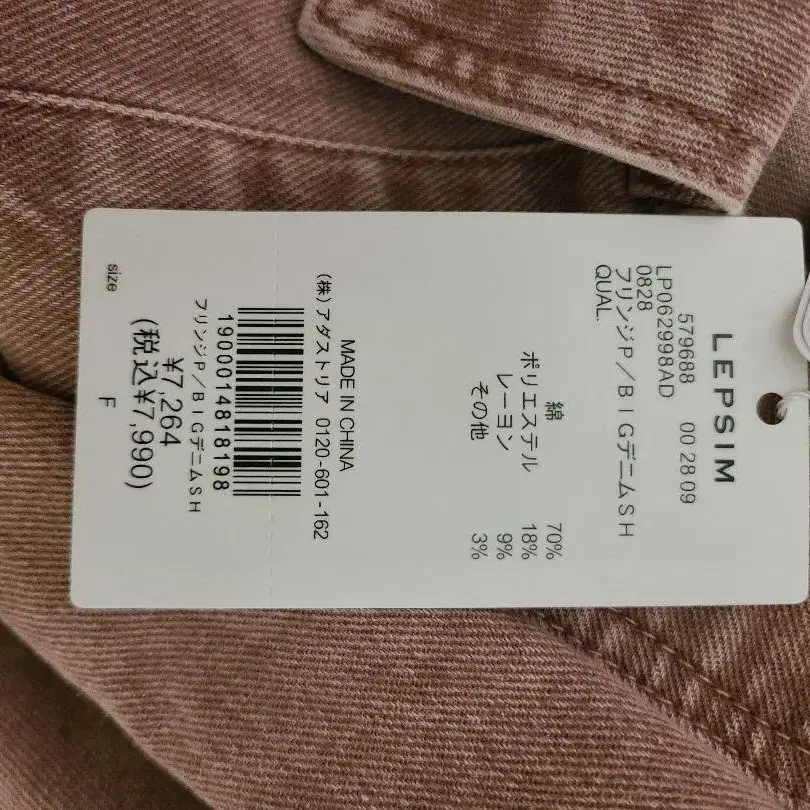 LEPSIM
579688 00 28 09
LP062998AD
0828
フリンジP/BIGデニムSH
QUAL.
綿 70%
ポリエステル 18%
レーヨン 9%
その他 3%
MADE IN CHINA
(株)アダストリア 0120-601-162
1900014818198
フリンジP/BIGデニムSH
¥7,264
(税込¥7,990)
size F